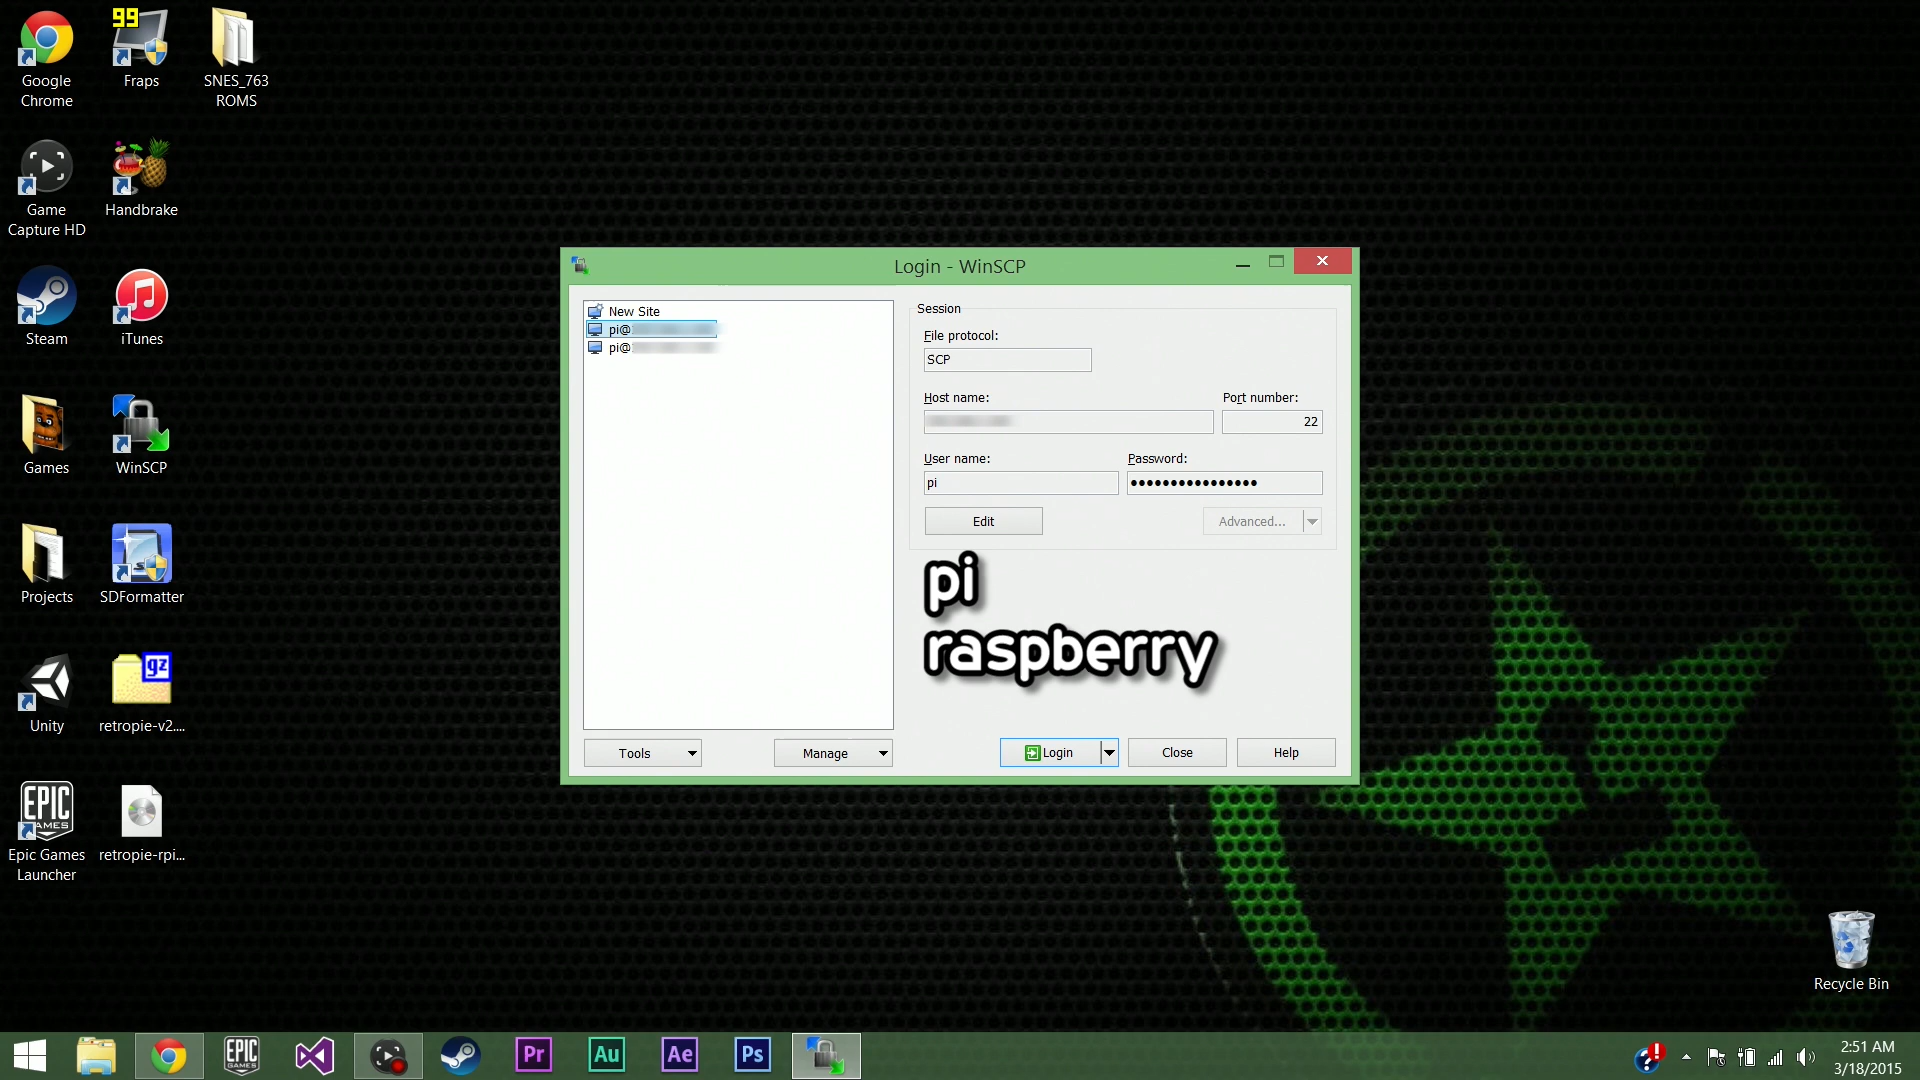 99
Google
Chrome
Fraps
SNES_763
ROMS
Game
Capture HD
Handbrake
Steam
iTunes
Games
WinSCP
Projects
SDFormatter
Unity
gz
retropie-v2....
EPIC
GAMES
Epic Games
Launcher
retropie-rpi...
Login - WinSCP
New Site
pi@
pi@
Session
File protocol:
SCP
Host name:
Port number:
22
User name:
Password:
pi
••••••••••••••••
Edit
Advanced...
pi
raspberry
Tools
Manage
Login
Close
Help
Recycle Bin
EPIC
GAMES
Pr
Au
Ae
Ps
2:51 AM
3/18/2015